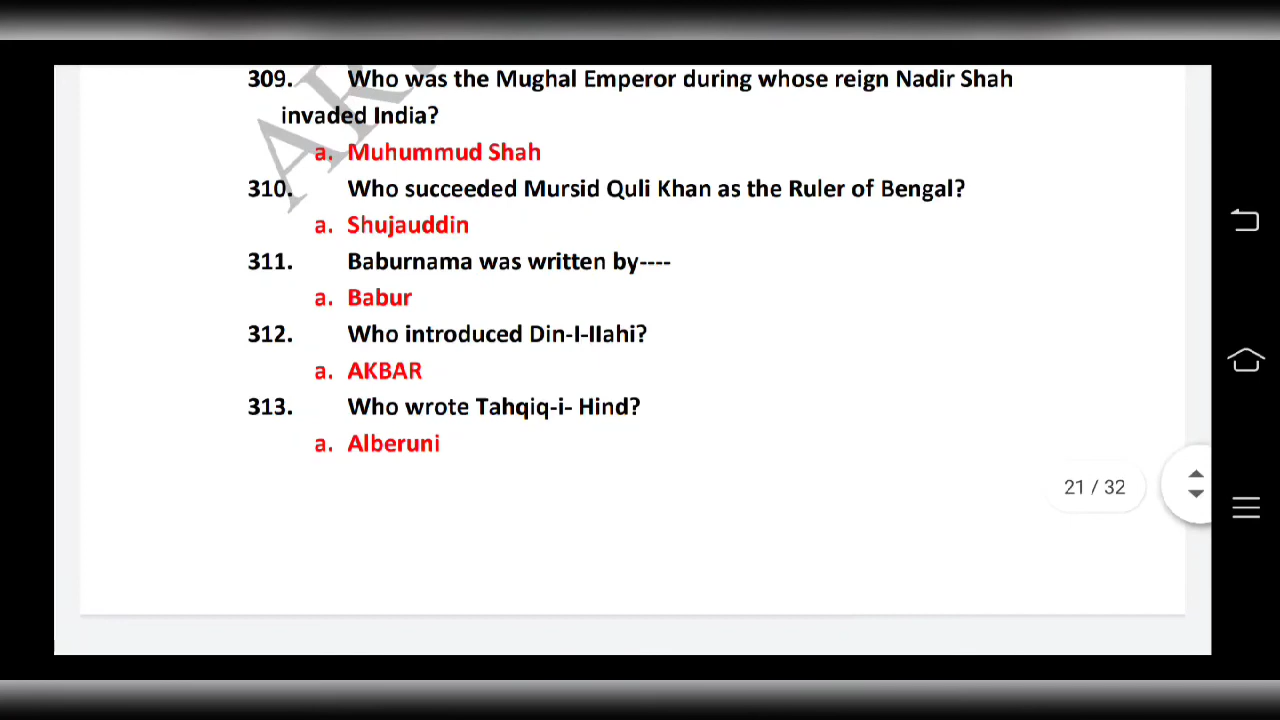 309. Who was the Mughal Emperor during whose reign Nadir Shah
invaded India?
a. Muhummud Shah
310. Who succeeded Mursid Quli Khan as the Ruler of Bengal?
a. Shujauddin
311. Baburnama was written by----
a. Babur
312. Who introduced Din-I-IIahi?
a. AKBAR
313. Who wrote Tahqiq-i- Hind?
a. Alberuni
21 / 32